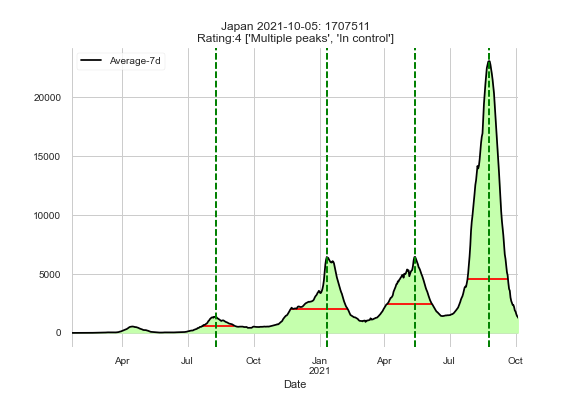 Japan 2021-10-05: 1707511
Rating:4 ['Multiple peaks', 'In control']
Average-7d
20000
15000
10000
5000
0
Apr Jul Oct Jan Apr Jul Oct
2021
Date